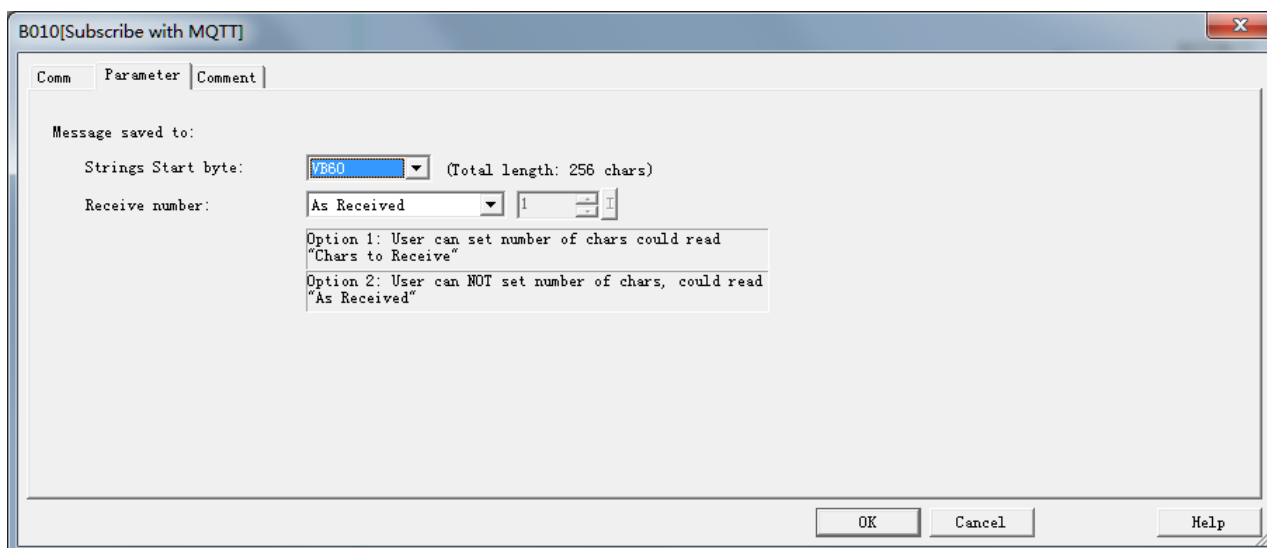 B010[Subscribe with MQTT]
Comm Parameter Comment
Message saved to:
Strings Start byte: VB60 (Total length: 256 chars)
Receive number: As Received 1 I
Option 1: User can set number of chars could read
"Chars to Receive"
Option 2: User can NOT set number of chars, could read
"As Received"
OK Cancel Help